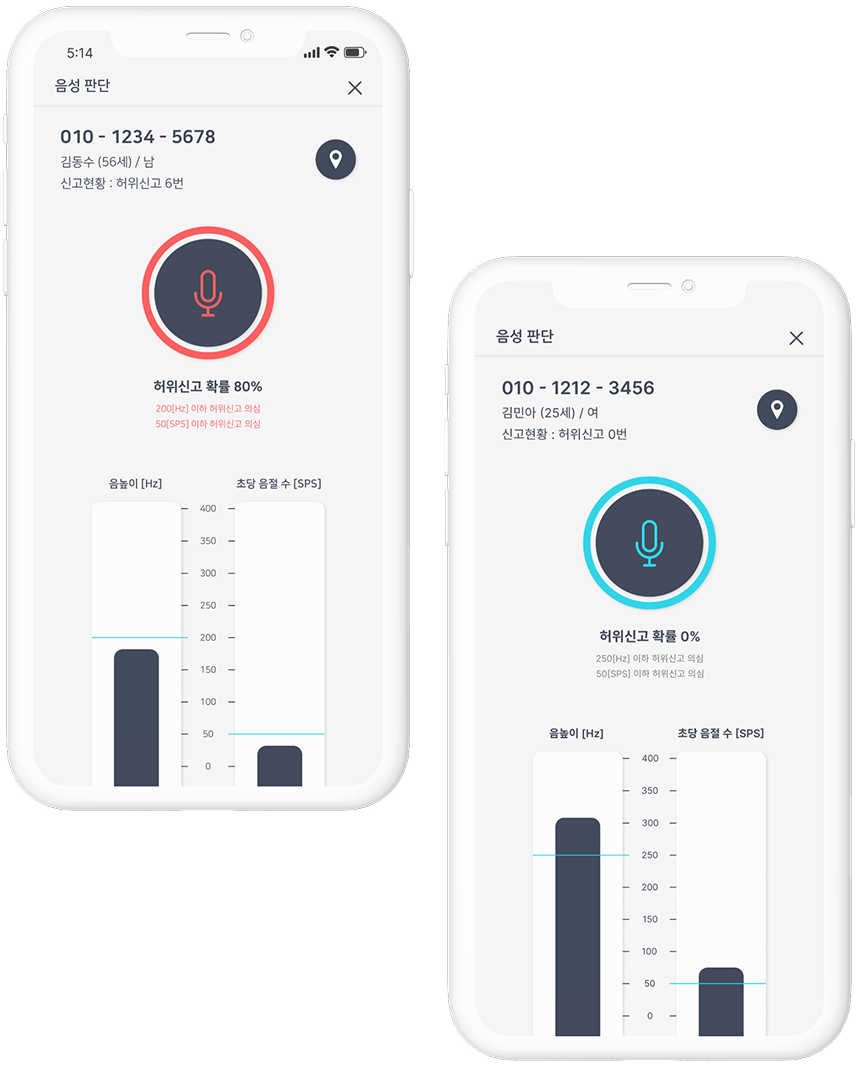 5:14
음성 판단
010 - 1234 - 5678
김동수 (56세) / 남
신고현황 : 허위신고 6번
허위신고 확률 80%
200[Hz] 이하 허위신고 의심
50[SPS] 이하 허위신고 의심
음높이 [Hz]
초당 음절 수 [SPS]
400
350
300
250
200
150
100
50
0
음성 판단
010 - 1212 - 3456
김민아 (25세) / 여
신고현황 : 허위신고 0번
허위신고 확률 0%
250[Hz] 이하 허위신고 의심
50[SPS] 이하 허위신고 의심
음높이 [Hz]
초당 음절 수 [SPS]
400
350
300
250
200
150
100
50
0